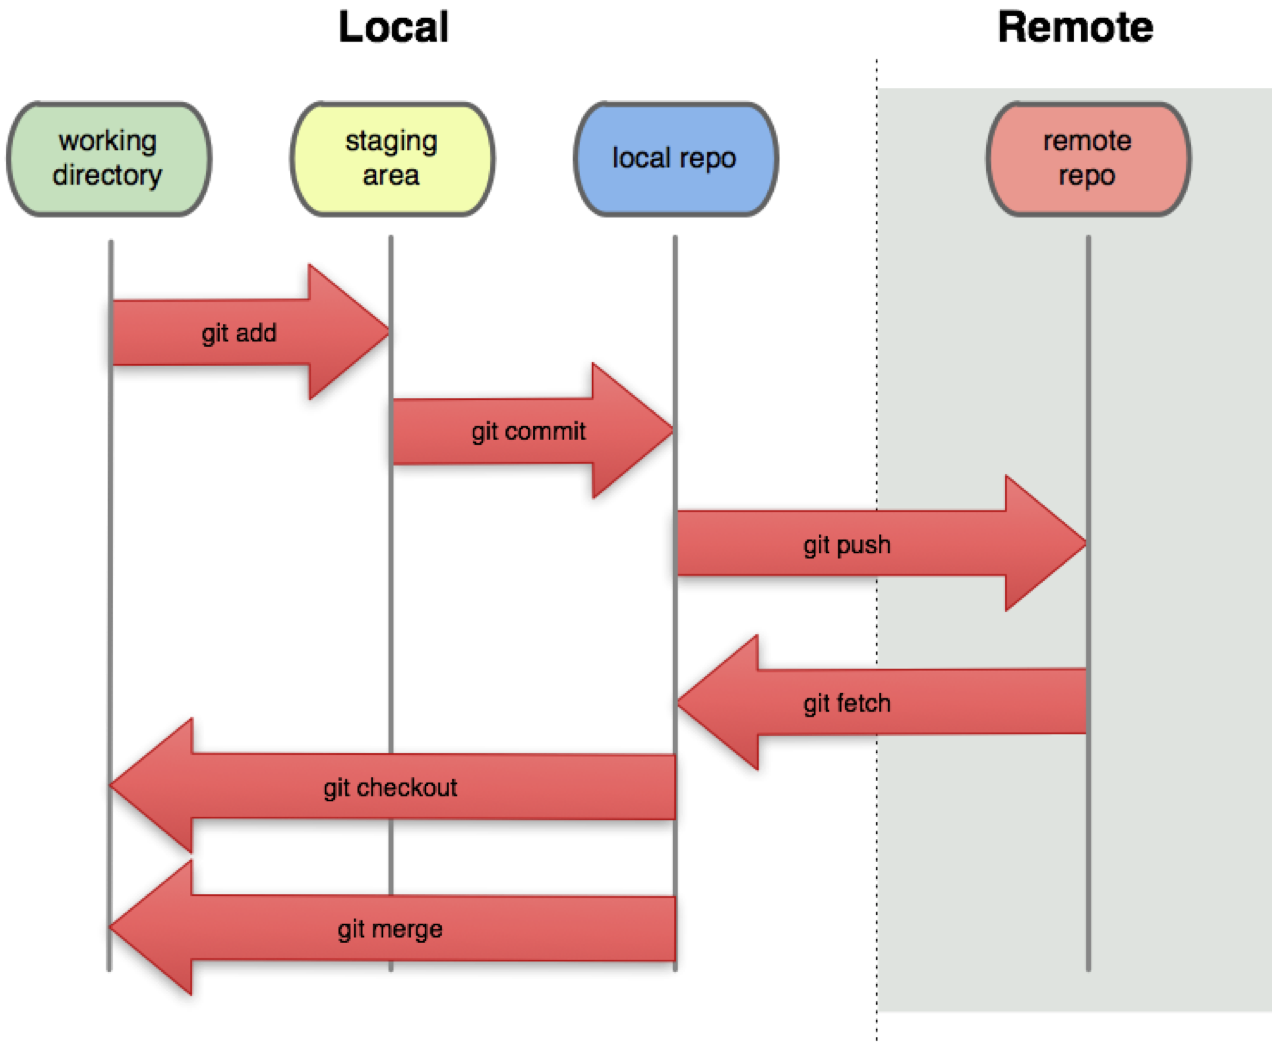 Local
Remote
working
directory
staging
area
local repo
remote
repo
git add
git commit
git push
git fetch
git checkout
git merge